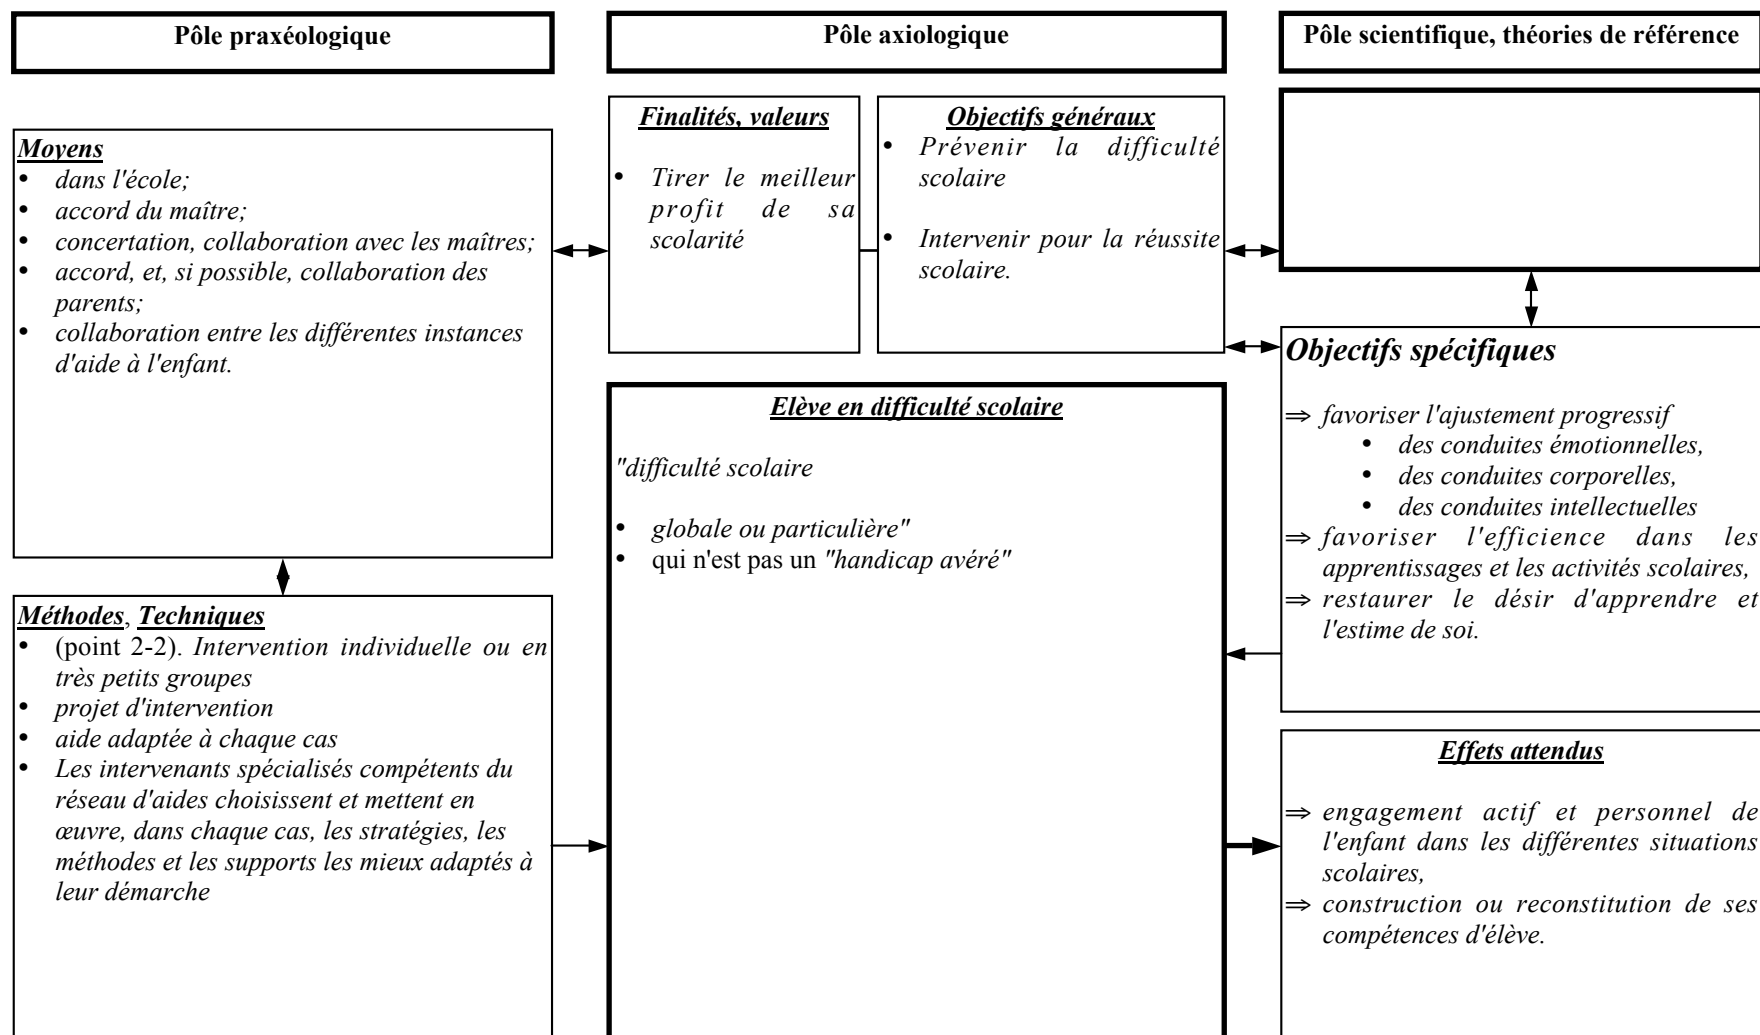 Pôle praxéologique
Pôle axiologique
Pôle scientifique, théories de référence
Moyens
• dans l'école;
• accord du maître;
• concertation, collaboration avec les maîtres;
• accord, et, si possible, collaboration des
parents;
• collaboration entre les différentes instances
d'aide à l'enfant.
Finalités, valeurs
• Tirer le meilleur
profit de sa
scolarité
Objectifs généraux
• Prévenir la difficulté
scolaire
• Intervenir pour la réussite
scolaire.
Objectifs spécifiques
⇒ favoriser l'ajustement progressif
• des conduites émotionnelles,
• des conduites corporelles,
• des conduites intellectuelles
⇒ favoriser l'efficience dans les
apprentissages et les activités scolaires,
⇒ restaurer le désir d'apprendre et
l'estime de soi.
Elève en difficulté scolaire
"difficulté scolaire
• globale ou particulière"
• qui n'est pas un "handicap avéré"
Méthodes, Techniques
• (point 2-2). Intervention individuelle ou en
très petits groupes
• projet d'intervention
• aide adaptée à chaque cas
• Les intervenants spécialisés compétents du
réseau d'aides choisissent et mettent en
œuvre, dans chaque cas, les stratégies, les
méthodes et les supports les mieux adaptés à
leur démarche
Effets attendus
⇒ engagement actif et personnel de
l'enfant dans les différentes situations
scolaires,
⇒ construction ou reconstitution de ses
compétences d'élève.